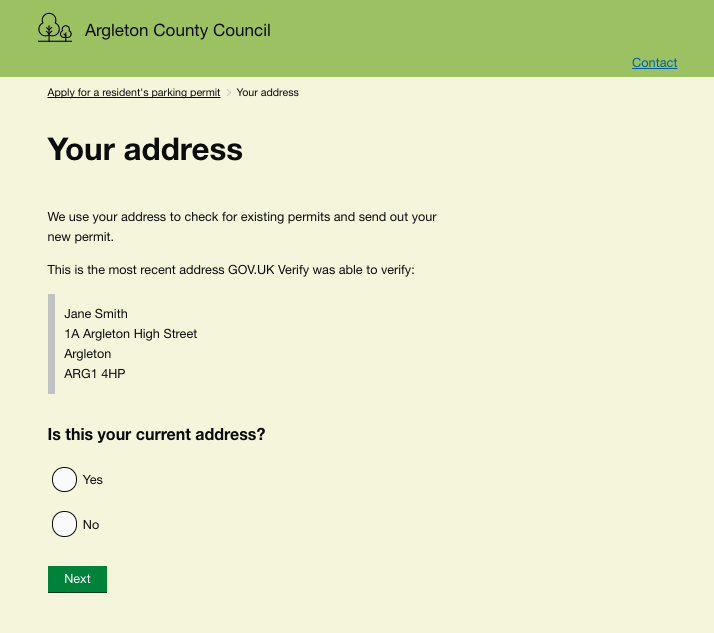 Argleton County Council
Contact
Apply for a resident's parking permit > Your address
Your address
We use your address to check for existing permits and send out your
new permit.
This is the most recent address GOV.UK Verify was able to verify:
Jane Smith
1A Argleton High Street
Argleton
ARG1 4HP
Is this your current address?
Yes
No
Next